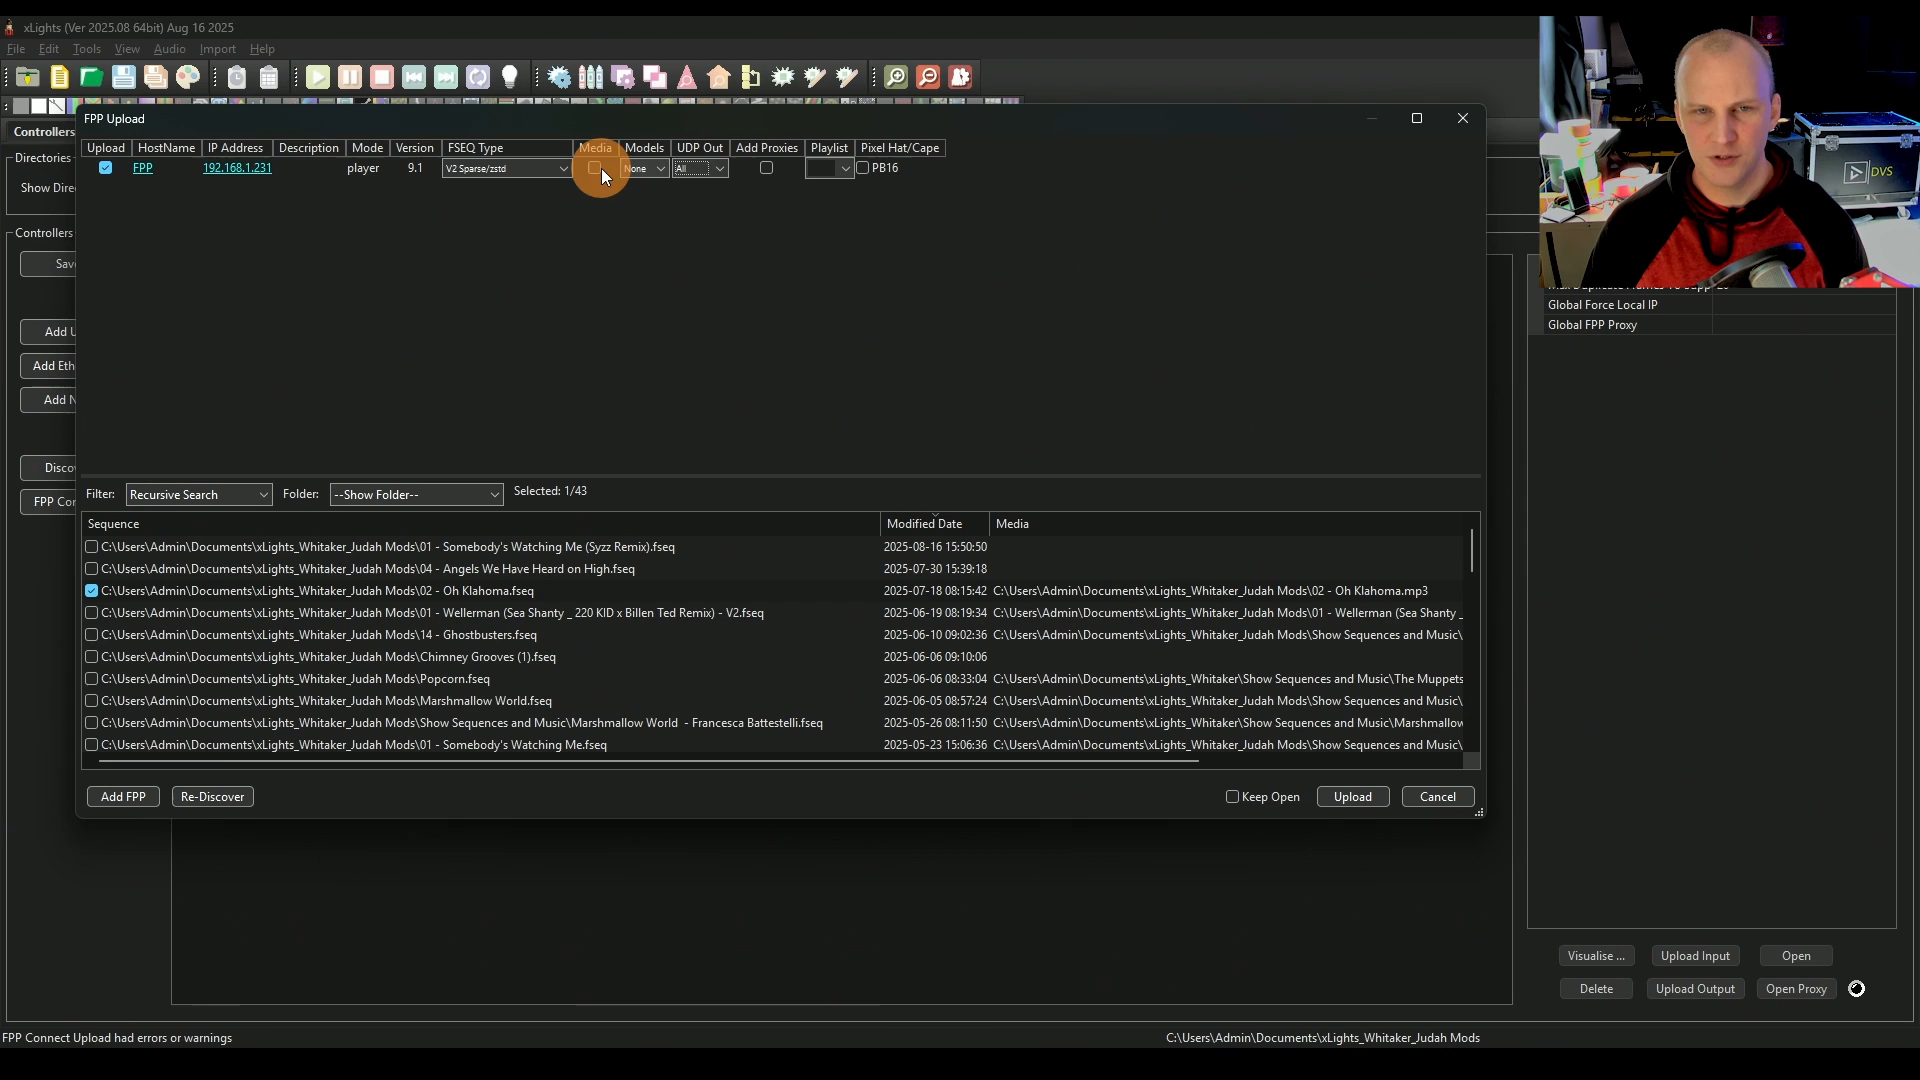 xLights (Ver 2025.08 64bit) Aug 16 2025
File Edit Tools View Audio Import Help
Controllers
FPP Upload
Directories
Show Dire
Upload HostName IP Address Description Mode Version FSEQ Type Media Models UDP Out Add Proxies Playlist Pixel Hat/Cape
FPP 192.168.1.231 player 9.1 V2 Sparse/zstd None All PB16
DVS
Controllers
Save
Add U
Add Eth
Add N
Disco
FPP Con
Global Force Local IP
Global FPP Proxy
Filter: Recursive Search Folder: --Show Folder-- Selected: 1/43
Sequence Modified Date Media
C:\Users\Admin\Documents\xLights_Whitaker_Judah Mods\01 - Somebody's Watching Me (Syzz Remix).fseq 2025-08-16 15:50:50
C:\Users\Admin\Documents\xLights_Whitaker_Judah Mods\04 - Angels We Have Heard on High.fseq 2025-07-30 15:39:18
C:\Users\Admin\Documents\xLights_Whitaker_Judah Mods\02 - Oh Klahoma.fseq 2025-07-18 08:15:42 C:\Users\Admin\Documents\xLights_Whitaker_Judah Mods\02 - Oh Klahoma.mp3
C:\Users\Admin\Documents\xLights_Whitaker_Judah Mods\01 - Wellerman (Sea Shanty _ 220 KID x Billen Ted Remix) - V2.fseq 2025-06-19 08:19:34 C:\Users\Admin\Documents\xLights_Whitaker_Judah Mods\01 - Wellerman (Sea Shanty _
C:\Users\Admin\Documents\xLights_Whitaker_Judah Mods\14 - Ghostbusters.fseq 2025-06-10 09:02:36 C:\Users\Admin\Documents\xLights_Whitaker_Judah Mods\Show Sequences and Music\
C:\Users\Admin\Documents\xLights_Whitaker_Judah Mods\Chimney Grooves (1).fseq 2025-06-06 09:10:06
C:\Users\Admin\Documents\xLights_Whitaker_Judah Mods\Popcorn.fseq 2025-06-06 08:33:04 C:\Users\Admin\Documents\xLights_Whitaker\Show Sequences and Music\The Muppets
C:\Users\Admin\Documents\xLights_Whitaker_Judah Mods\Marshmallow World.fseq 2025-06-05 08:57:24 C:\Users\Admin\Documents\xLights_Whitaker_Judah Mods\Show Sequences and Music\
C:\Users\Admin\Documents\xLights_Whitaker_Judah Mods\Show Sequences and Music\Marshmallow World - Francesca Battestelli.fseq 2025-05-26 08:11:50 C:\Users\Admin\Documents\xLights_Whitaker\Show Sequences and Music\Marshmallow
C:\Users\Admin\Documents\xLights_Whitaker_Judah Mods\01 - Somebody's Watching Me.fseq 2025-05-23 15:06:36 C:\Users\Admin\Documents\xLights_Whitaker_Judah Mods\Show Sequences and Music\
Add FPP Re-Discover Keep Open Upload Cancel
Visualise ... Upload Input Open
Delete Upload Output Open Proxy
FPP Connect Upload had errors or warnings C:\Users\Admin\Documents\xLights_Whitaker_Judah Mods